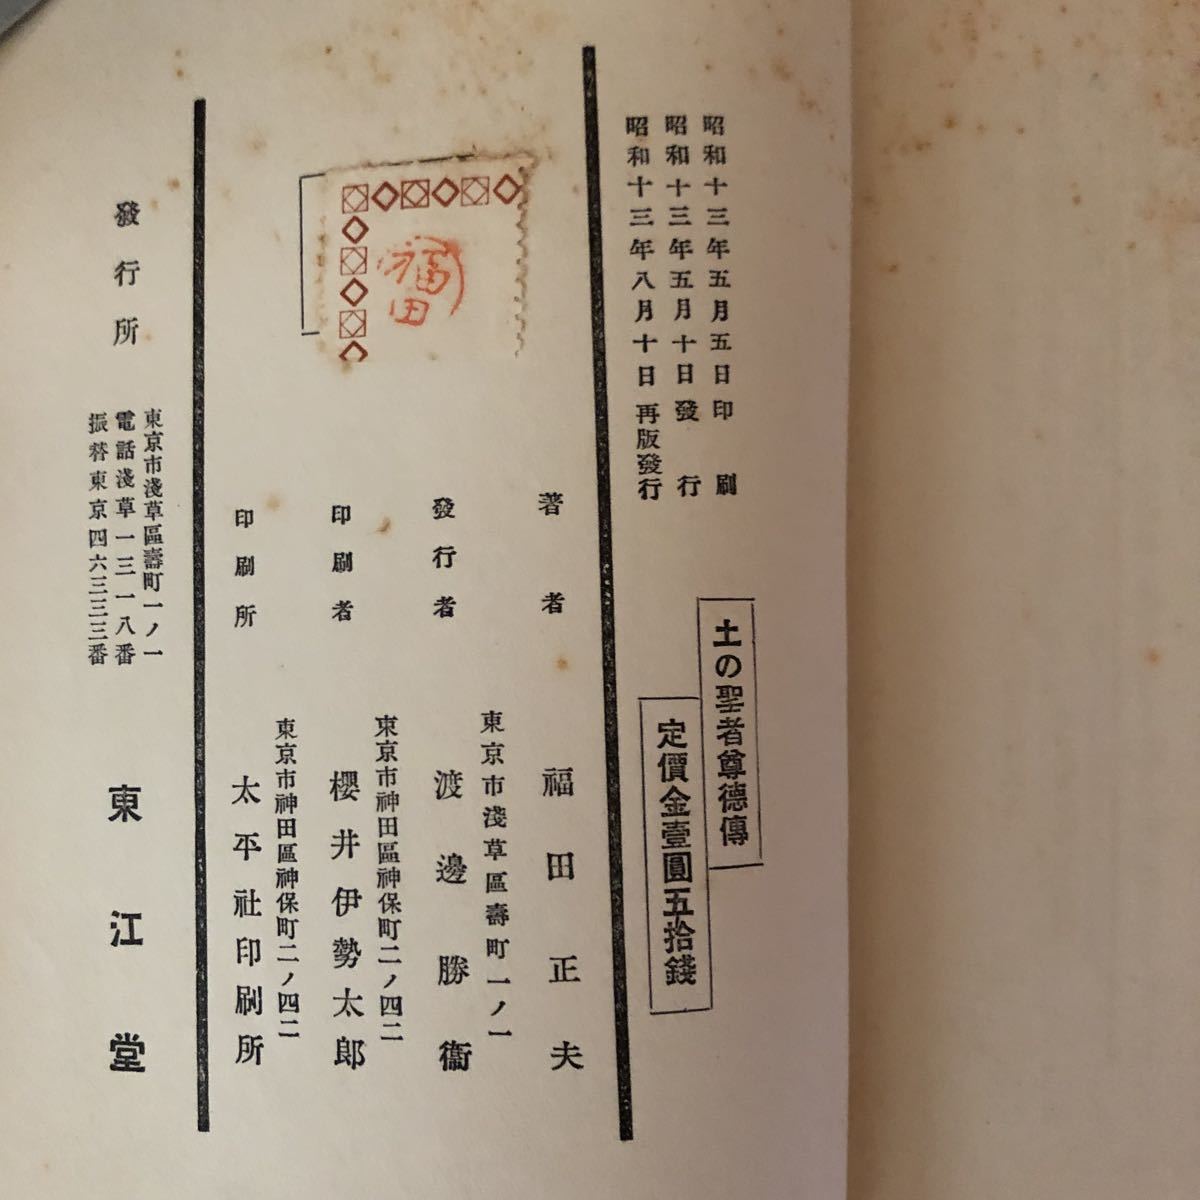 昭和十三年五月五日印刷
昭和十三年五月十日發行
昭和十三年八月十日再版發行
土の聖者尊德傳
定價金壹圓五拾錢
福田
著者
福田正夫
發行者
東京市淺草區壽町一ノ一
渡邊勝衞
印刷者
東京市神田區神保町二ノ四二
櫻井伊勢太郎
印刷所
東京市神田區神保町二ノ四二
太平社印刷所
發行所
東京市淺草區壽町一ノ一
電話淺草一三一八番
振替東京四六三三三番
東江堂